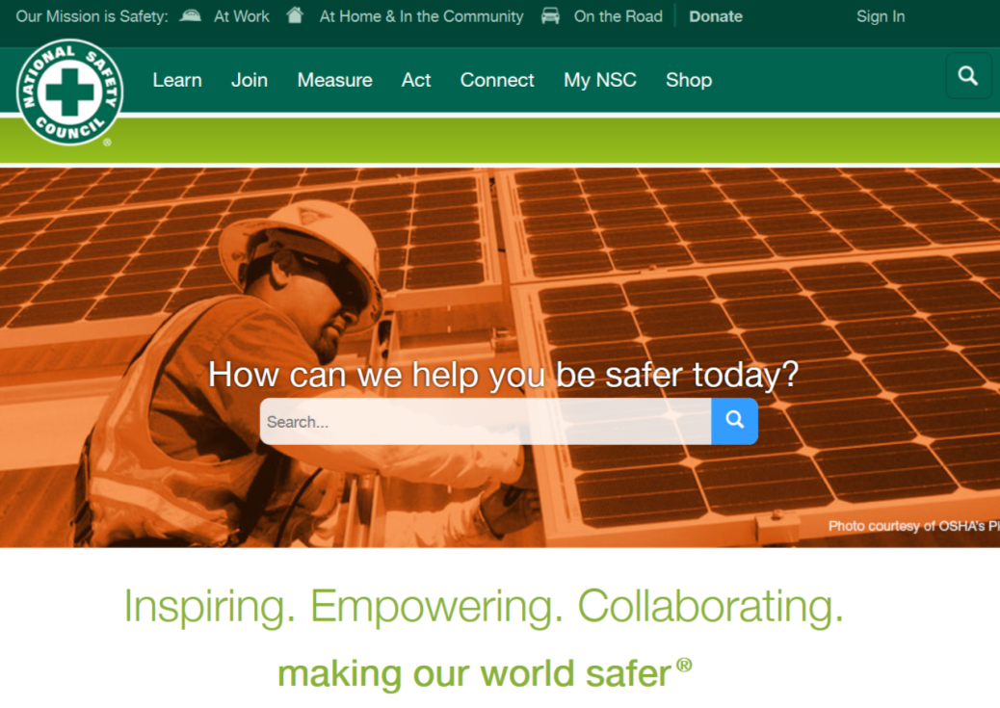 Our Mission is Safety: At Work At Home & In the Community On the Road Donate Sign In
NATIONAL SAFETY COUNCIL ®
Learn Join Measure Act Connect My NSC Shop
How can we help you be safer today?
Search...
Photo courtesy of OSHA's
Inspiring. Empowering. Collaborating.
making our world safer®